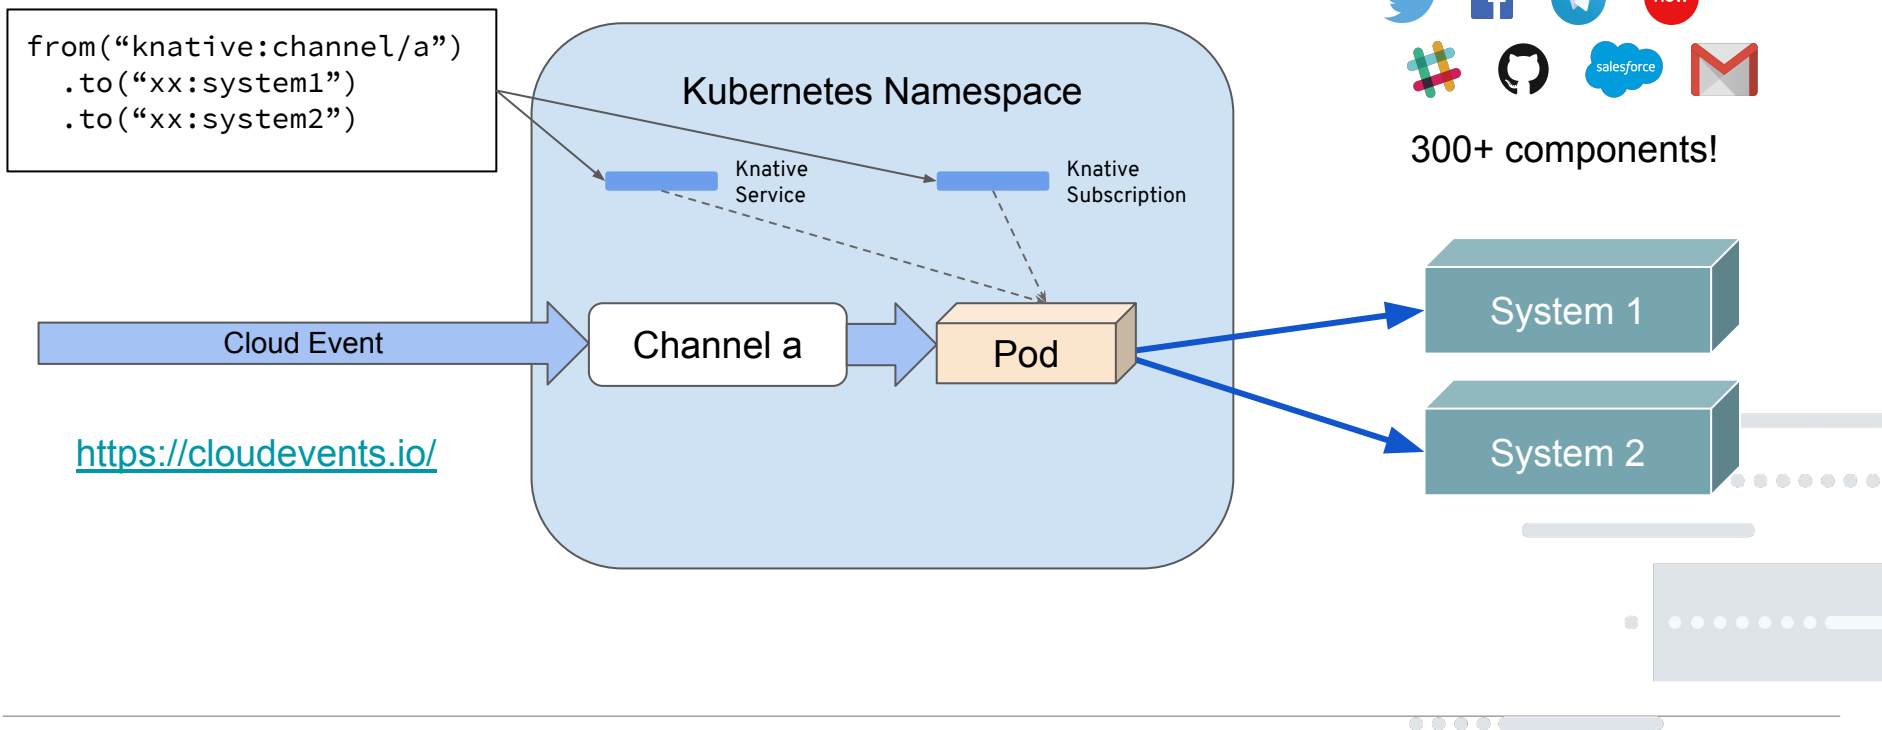 from(“knative:channel/a”)
.to(“xx:system1”)
.to(“xx:system2”)
Kubernetes Namespace
now
salesforce
300+ components!
Knative
Service
Knative
Subscription
Cloud Event
Channel a
Pod
System 1
System 2
https://cloudevents.io/